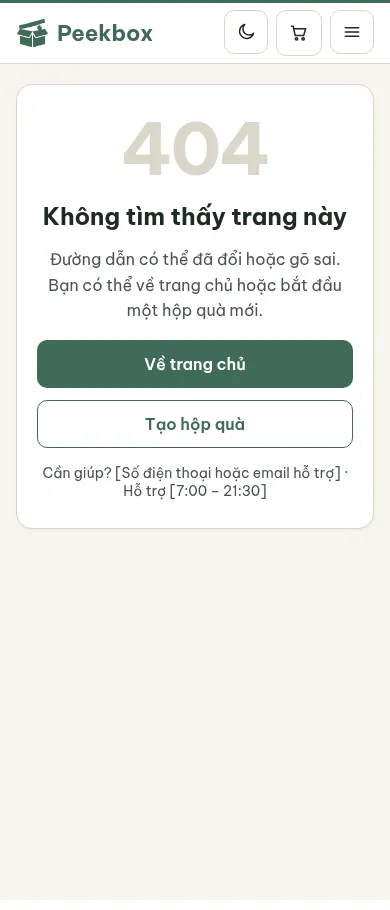 Peekbox
404
Không tìm thấy trang này
Đường dẫn có thể đã đổi hoặc gõ sai.
Bạn có thể về trang chủ hoặc bắt đầu
một hộp quà mới.
Về trang chủ
Tạo hộp quà
Cần giúp? [Số điện thoại hoặc email hỗ trợ] ·
Hỗ trợ [7:00 – 21:30]